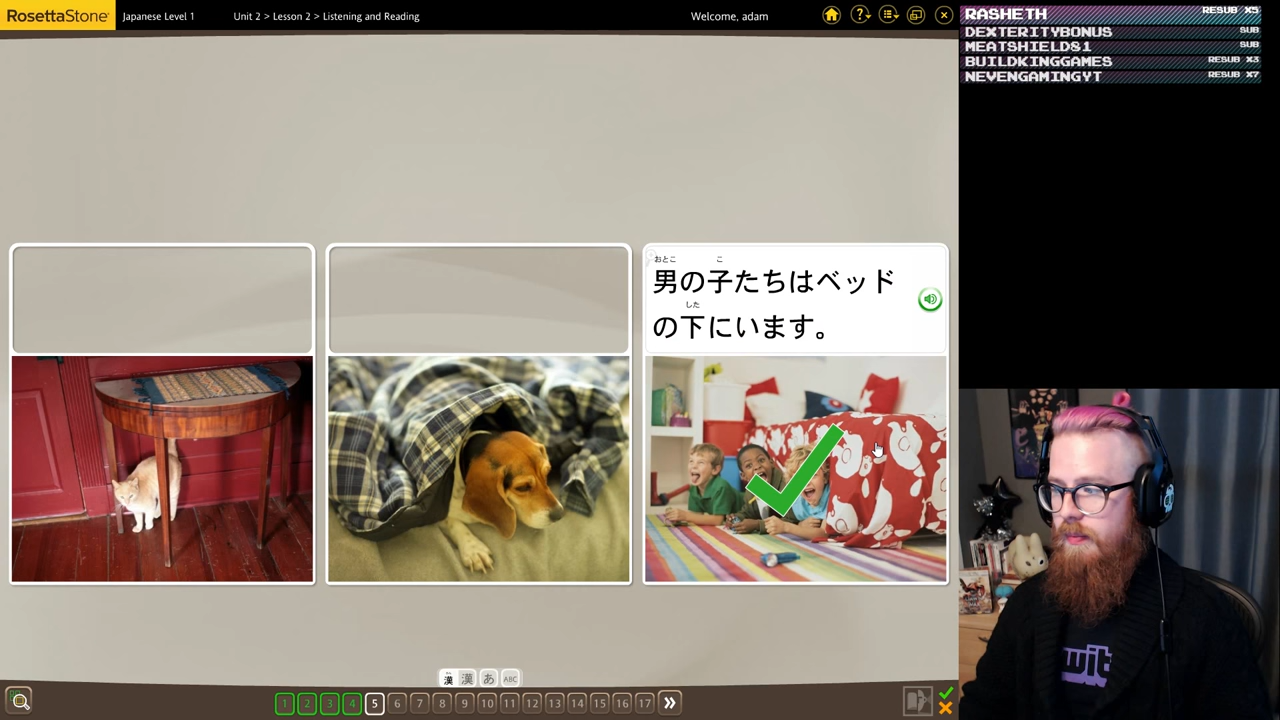 RosettaStone
Japanese Level 1
Unit 2 > Lesson 2 > Listening and Reading
Welcome, adam
RASHETH RESUB X5
DEXTERITYBONUS SUB
MEATSHIELD81 SUB
BUILDKINGGAMES RESUB X3
NEVENGAMINGYT RESUB X7
おとこ こ
男の子たちはベッド
した
の下にいます。
漢 漢 あ ABC
1 2 3 4 5 6 7 8 9 10 11 12 13 14 15 16 17